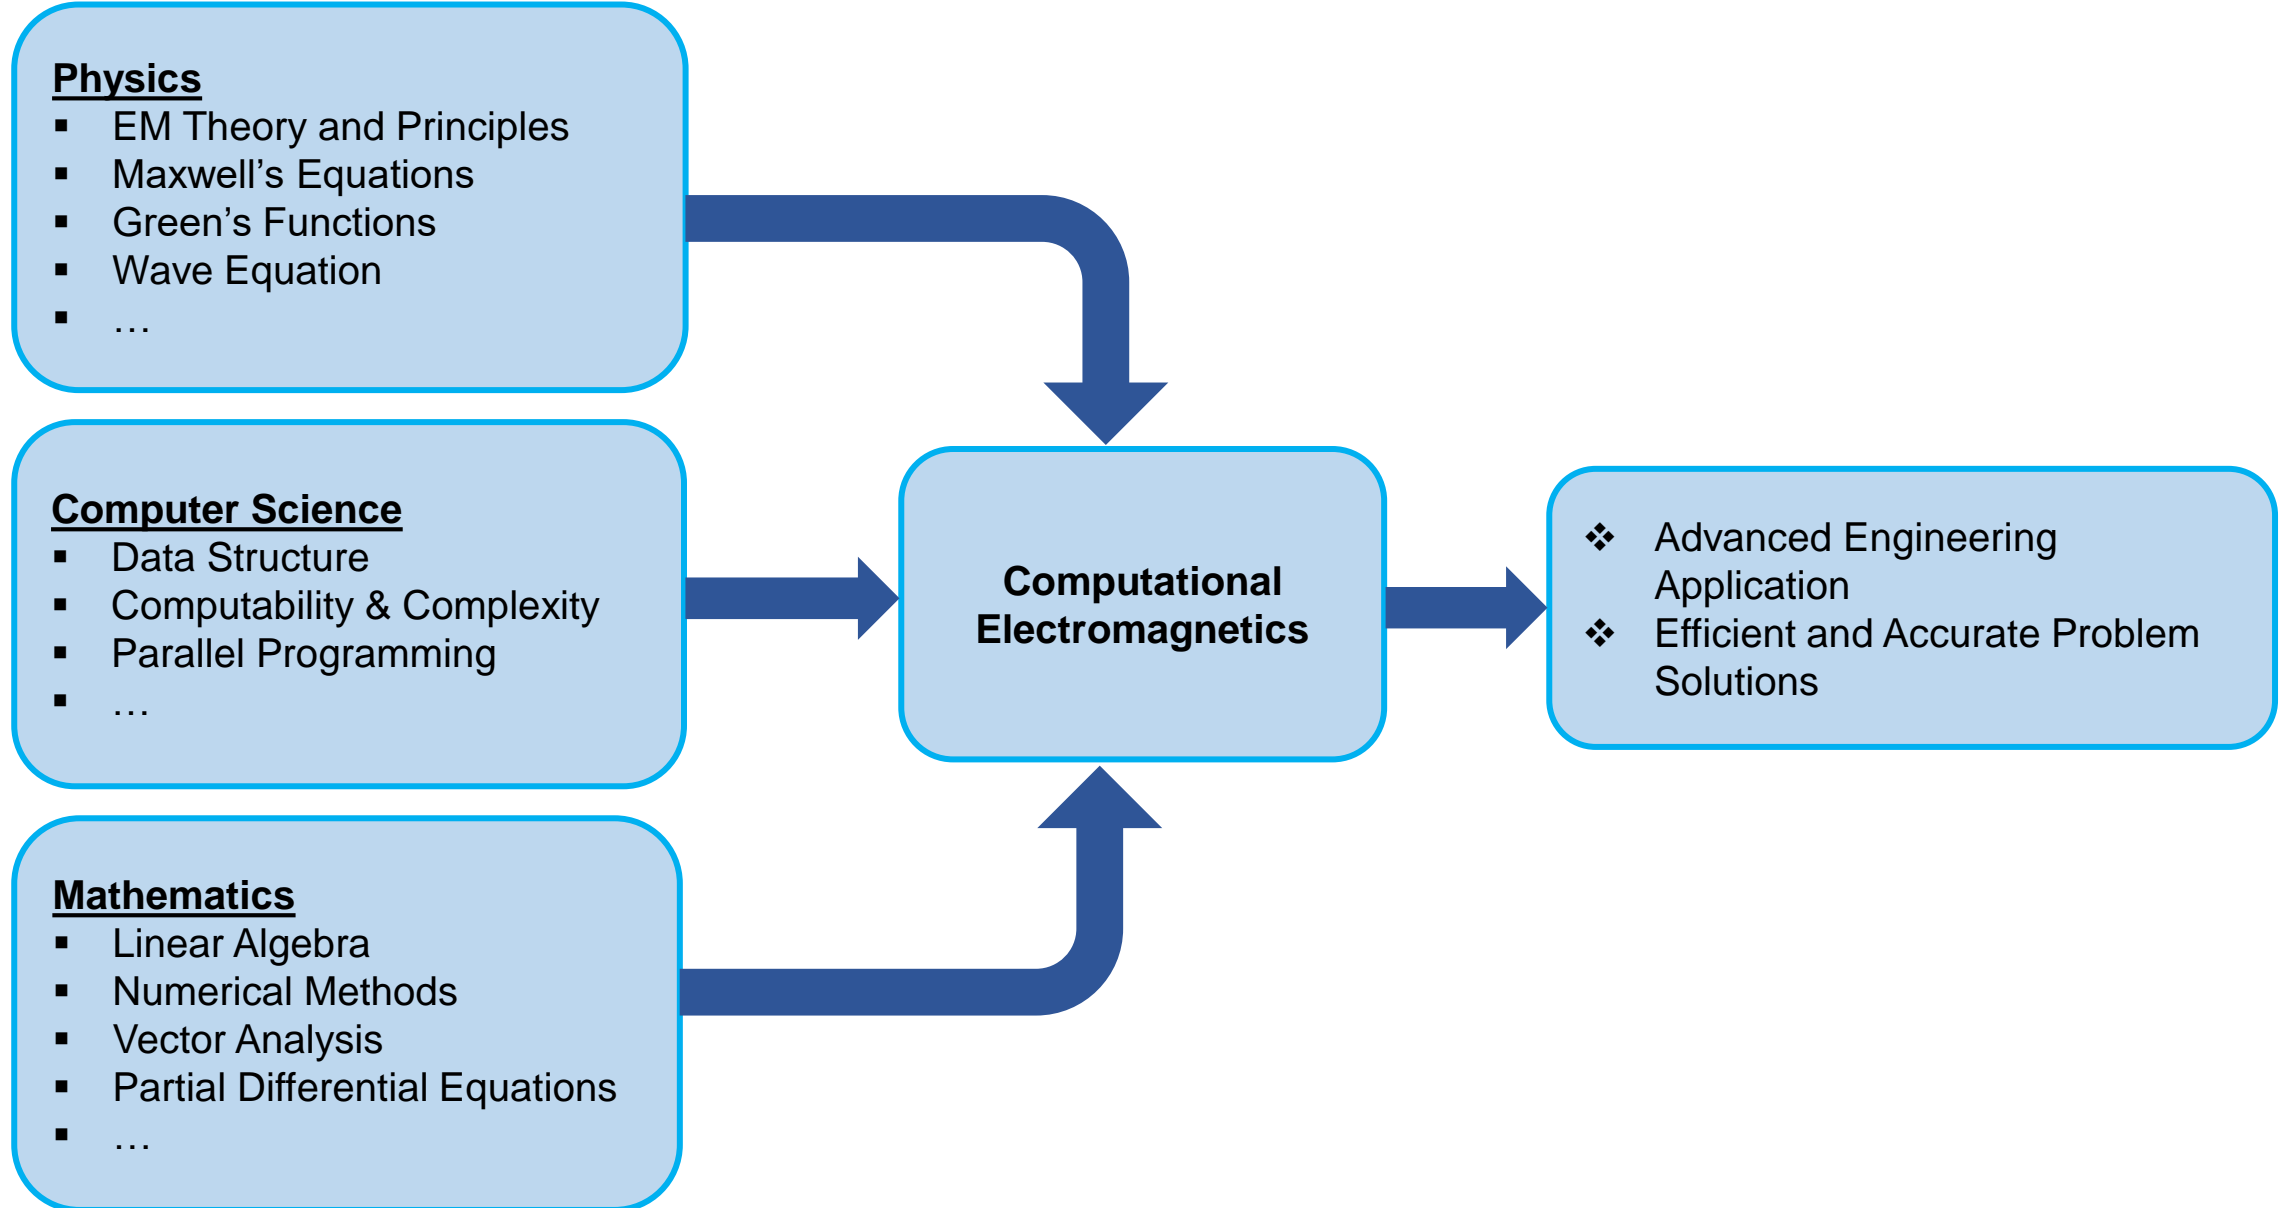 Physics
▪ EM Theory and Principles
▪ Maxwell’s Equations
▪ Green’s Functions
▪ Wave Equation
▪ …
Computer Science
▪ Data Structure
▪ Computability & Complexity
▪ Parallel Programming
▪ …
Mathematics
▪ Linear Algebra
▪ Numerical Methods
▪ Vector Analysis
▪ Partial Differential Equations
▪ …
Computational
Electromagnetics
❖ Advanced Engineering
Application
❖ Efficient and Accurate Problem
Solutions